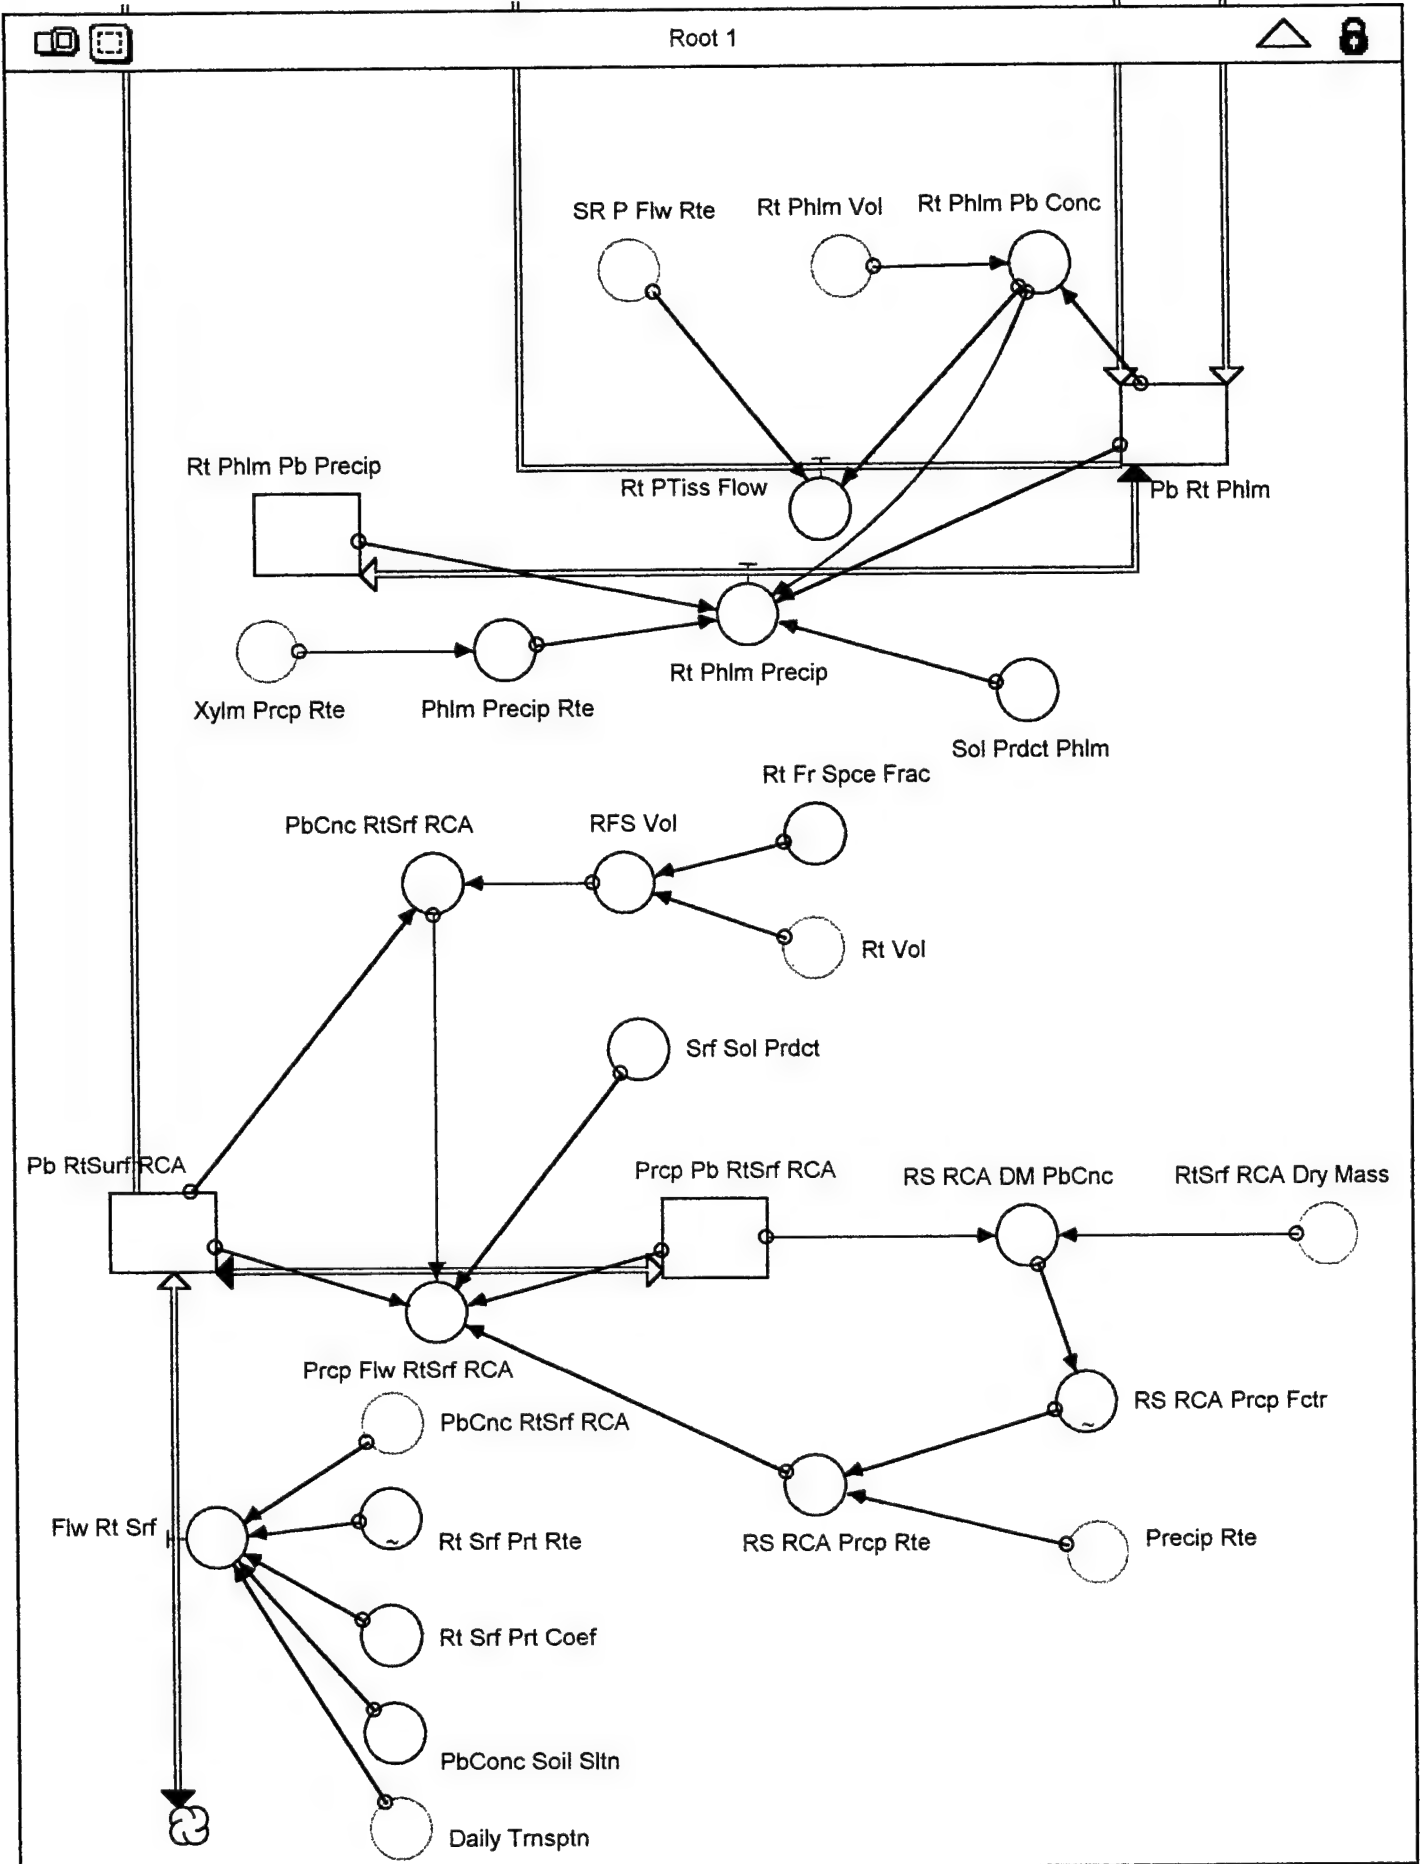 Root 1
SR P Flw Rte
Rt Phlm Vol
Rt Phlm Pb Conc
Rt Phlm Pb Precip
Rt PTiss Flow
Pb Rt Phlm
Rt Phlm Precip
Xylm Prcp Rte
Phlm Precip Rte
Sol Prdct Phlm
Rt Fr Spce Frac
PbCnc RtSrf RCA
RFS Vol
Rt Vol
Srf Sol Prdct
Pb RtSurf RCA
Prcp Pb RtSrf RCA
RS RCA DM PbCnc
RtSrf RCA Dry Mass
Prcp Flw RtSrf RCA
PbCnc RtSrf RCA
RS RCA Prcp Fctr
Flw Rt Srf
Rt Srf Prt Rte
RS RCA Prcp Rte
Precip Rte
Rt Srf Prt Coef
PbConc Soil Sltn
Daily Trnsptn